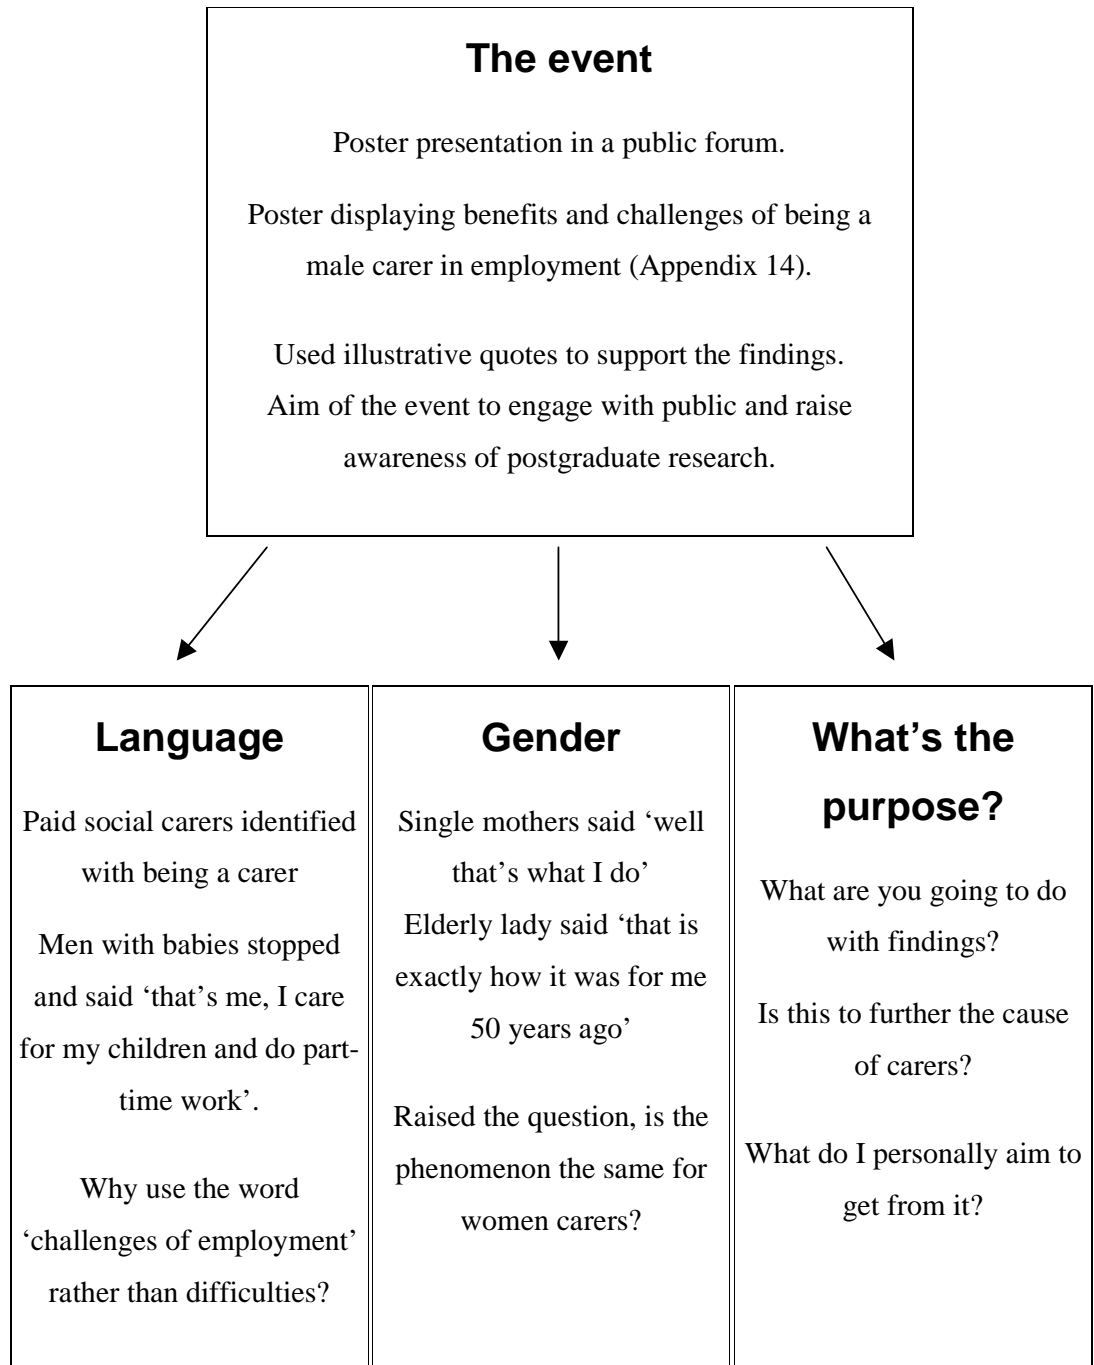 The event
Poster presentation in a public forum.
Poster displaying benefits and challenges of being a
male carer in employment (Appendix 14).
Used illustrative quotes to support the findings.
Aim of the event to engage with public and raise
awareness of postgraduate research.
Language
Paid social carers identified
with being a carer
Men with babies stopped
and said ‘that’s me, I care
for my children and do part-
time work’.
Why use the word
‘challenges of employment’
rather than difficulties?
Gender
Single mothers said ‘well
that’s what I do’
Elderly lady said ‘that is
exactly how it was for me
50 years ago’
Raised the question, is the
phenomenon the same for
women carers?
What’s the
purpose?
What are you going to do
with findings?
Is this to further the cause
of carers?
What do I personally aim to
get from it?